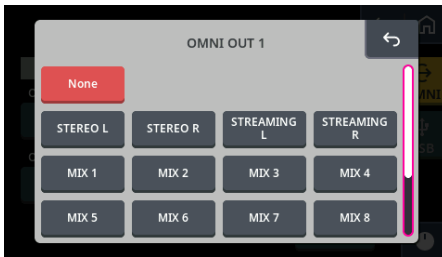 OMNI OUT 1
None
STEREO L
STEREO R
STREAMING
L
STREAMING
R
MIX 1
MIX 2
MIX 3
MIX 4
MIX 5
MIX 6
MIX 7
MIX 8